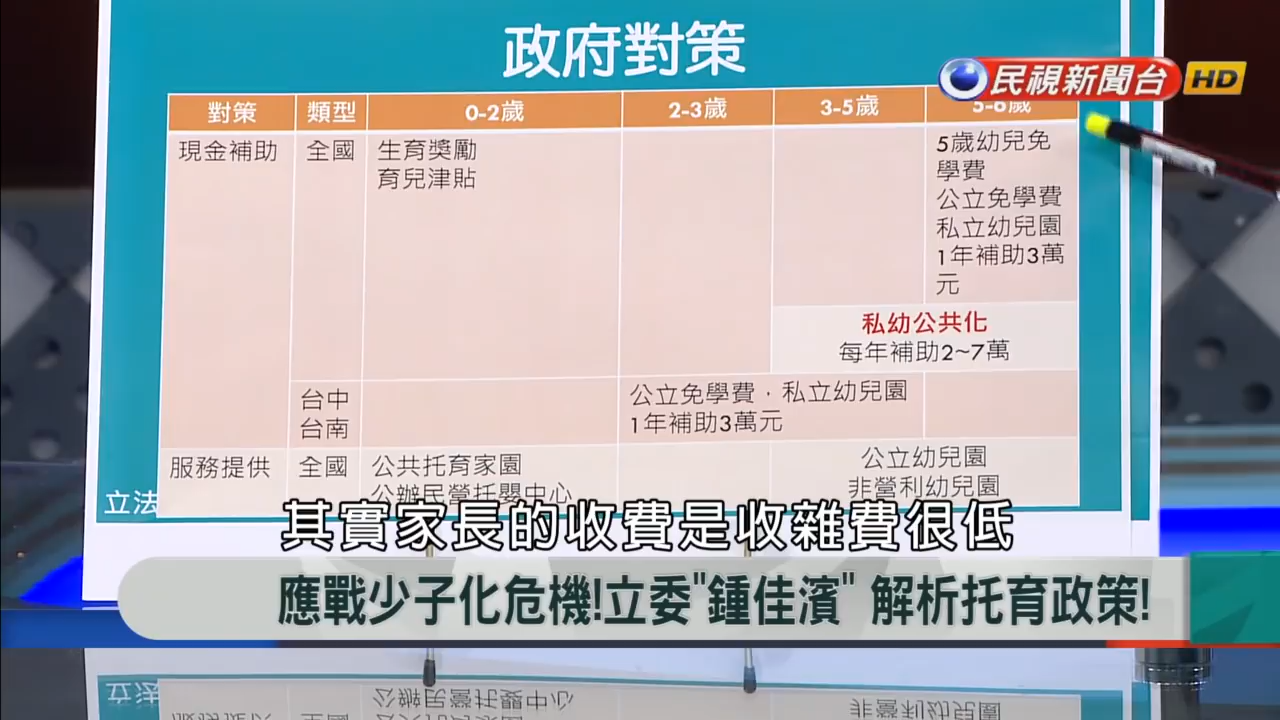 政府對策
民視新聞台 HD
對策 類型 0-2歲 2-3歲 3-5歲 5-6歲
現金補助 全國 生育獎勵
育兒津貼
5歲幼兒免
學費
公立免學費
私立幼兒園
1年補助3萬
元
私幼公共化
每年補助2~7萬
台中
台南
公立免學費，私立幼兒園
1年補助3萬元
服務提供 全國 公共托育家園
公辦民營托嬰中心
公立幼兒園
非營利幼兒園
立法
其實家長的收費是收雜費很低
應戰少子化危機!立委"鍾佳濱" 解析托育政策!